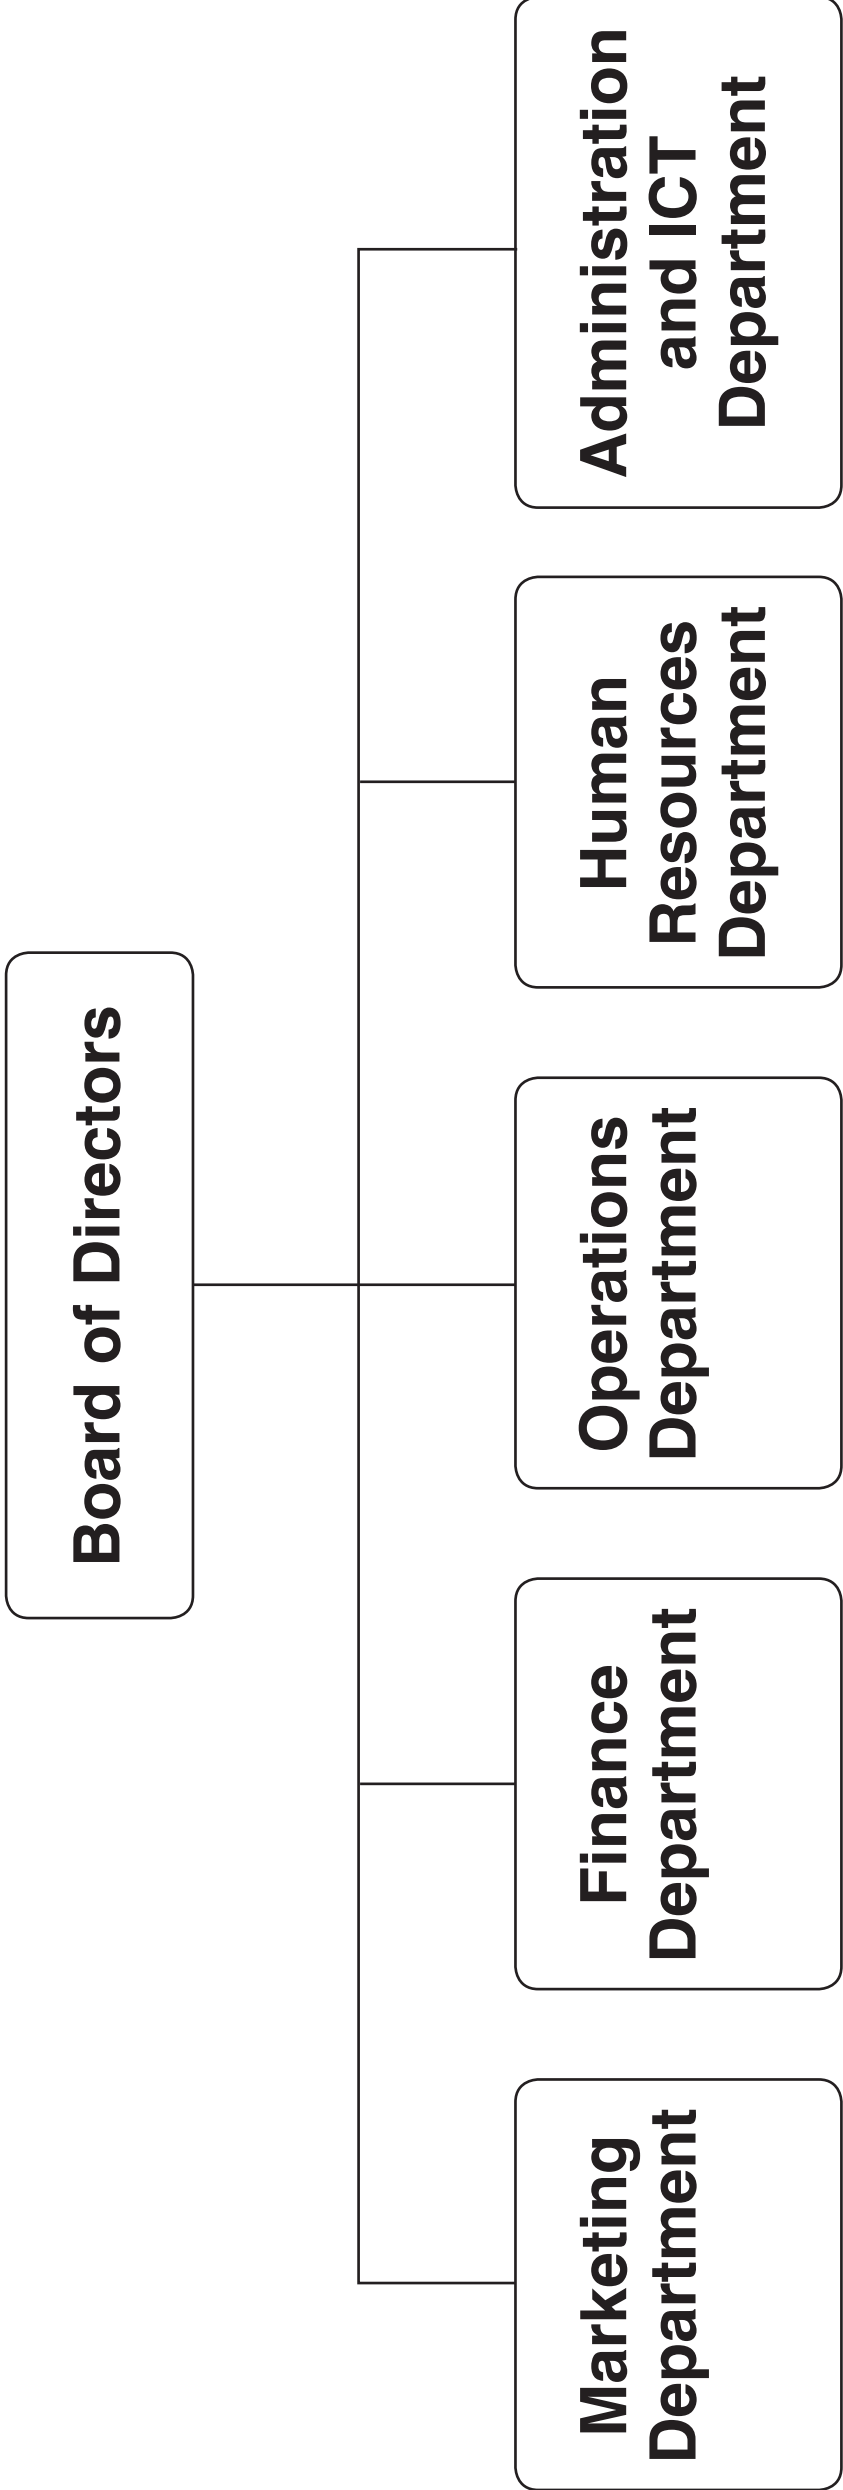 Board of Directors
Marketing
Department
Finance
Department
Operations
Department
Human
Resources
Department
Administration
and ICT
Department